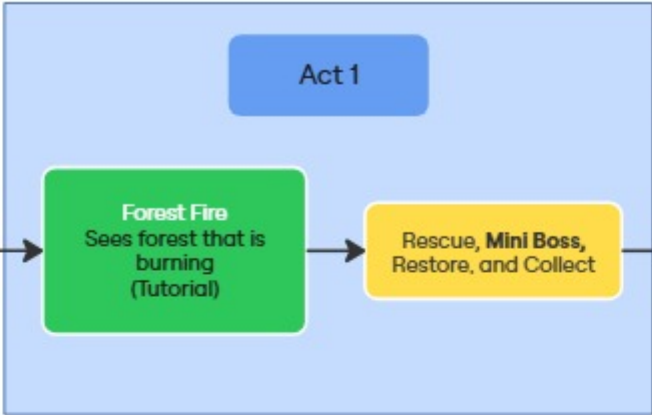 Act 1
Forest Fire
Sees forest that is
burning
(Tutorial)
Rescue, Mini Boss,
Restore, and Collect